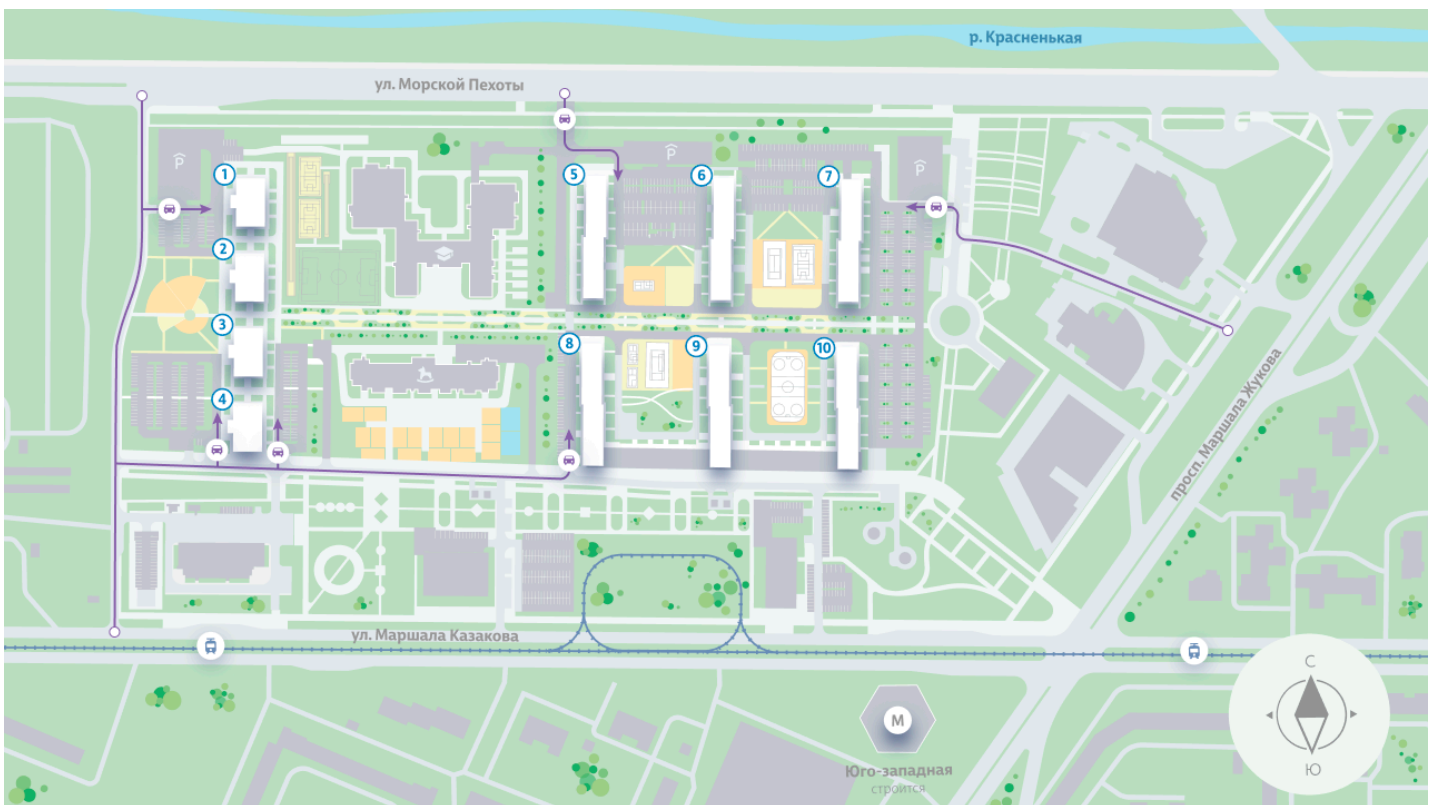 р. Красненькая
ул. Морской Пехоты
P
P
P
1
5
6
7
2
3
8
9
10
4
просп. Маршала Жукова
ул. Маршала Казакова
С
М
Юго-западная
строится
Ю